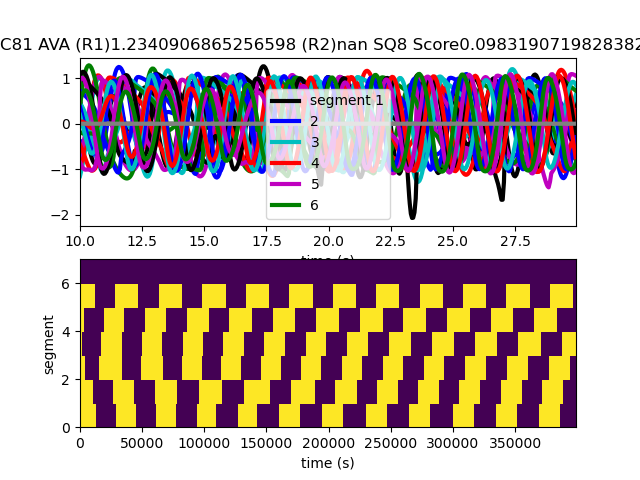 C81 AVA (R1)1.2340906865256598 (R2)nan SQ8 Score0.0983190719828382
1
0
−1
−2
segment 1
2
3
4
5
6
10.0 12.5 15.0 17.5 20.0 22.5 25.0 27.5
time (s)
6
4
2
0
segment
0 50000 100000 150000 200000 250000 300000 350000
time (s)